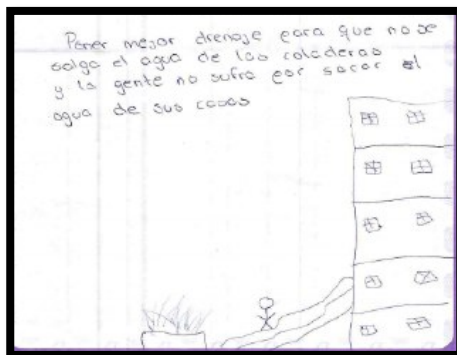 Poner mejor drenaje para que no se
salga el agua de las coladeras
y la gente no sufra por sacar el
agua de sus casas